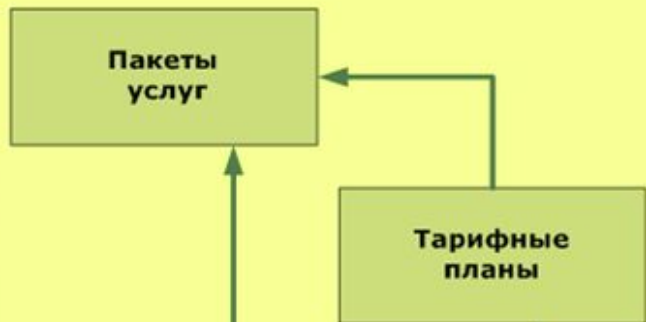 Пакеты
услуг
Тарифные
планы